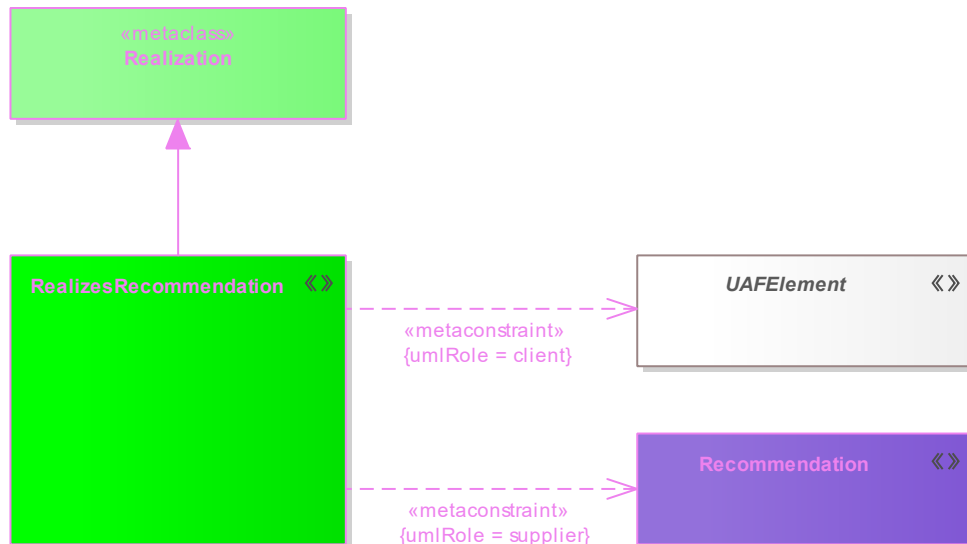 «metaclass»
Realization
RealizesRecommendation «»
UAFElement «»
«metaconstraint»
{umlRole = client}
Recommendation «»
«metaconstraint»
{umlRole = supplier}